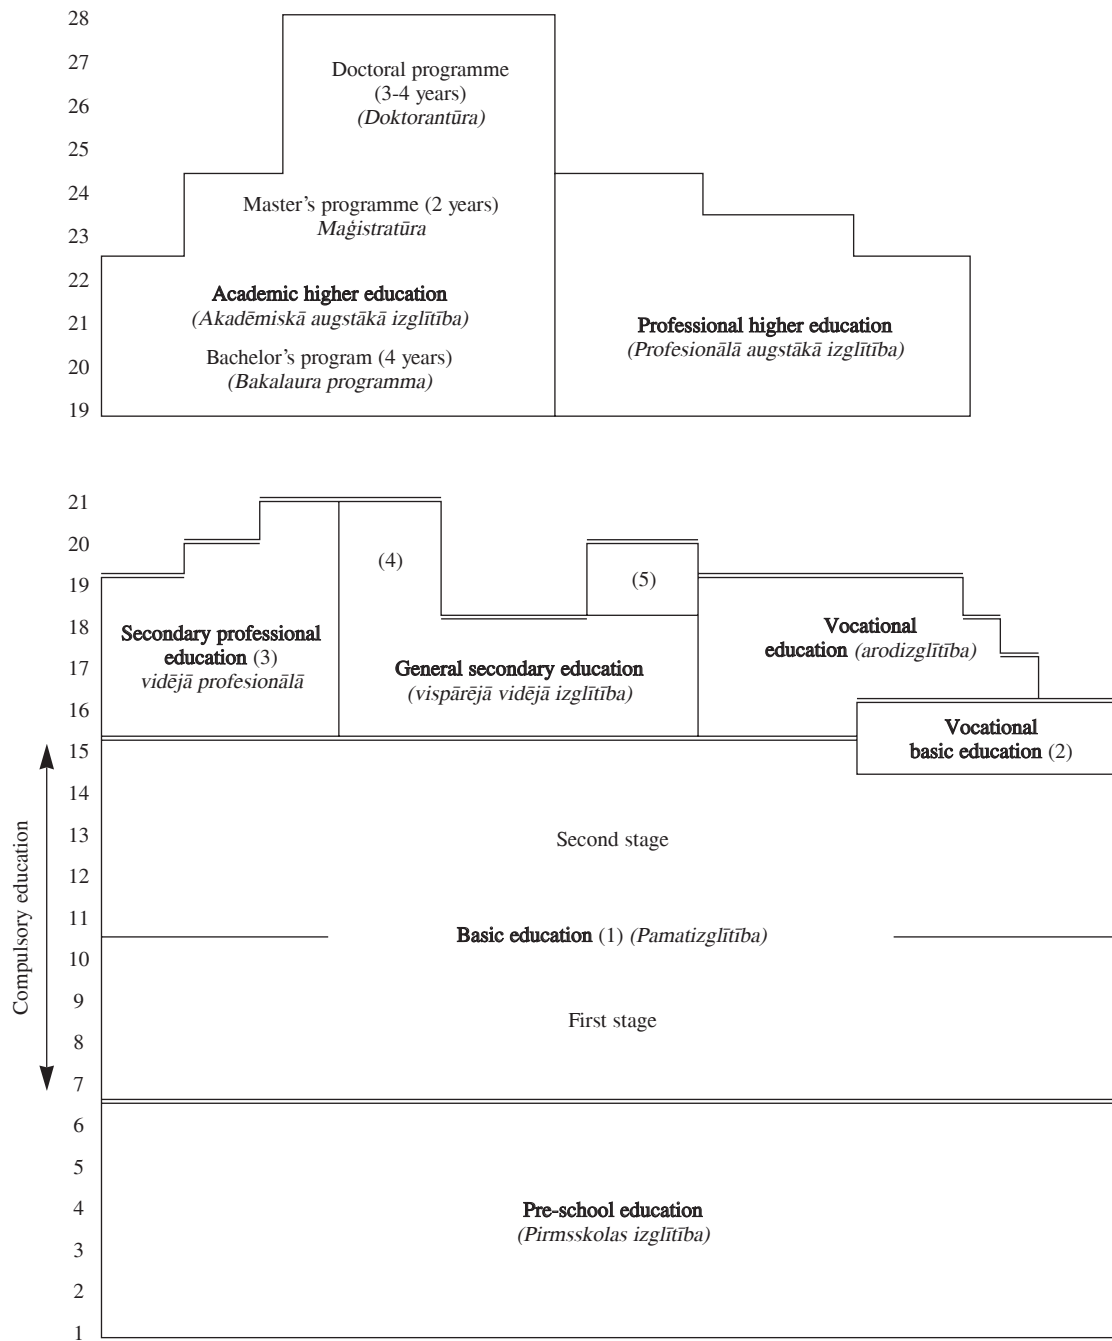 28
27
26
25
24
23
22
21
20
19
Doctoral programme
(3-4 years)
(Doktorantūra)
Master's programme (2 years)
Maģistratūra
Academic higher education
(Akadēmiskā augstākā izglītība)
Bachelor's program (4 years)
(Bakalaura programma)
Professional higher education
(Profesionālā augstākā izglītība)
21
20
19
18
17
16
15
14
13
12
11
10
9
8
7
6
5
4
3
2
1
Compulsory education
Secondary professional
education (3)
vidējā profesionālā
(4)
General secondary education
(vispārējā vidējā izglītība)
(5)
Vocational
education (arodizglītība)
Vocational
basic education (2)
Second stage
Basic education (1) (Pamatizglītība)
First stage
Pre-school education
(Pirmsskolas izglītība)